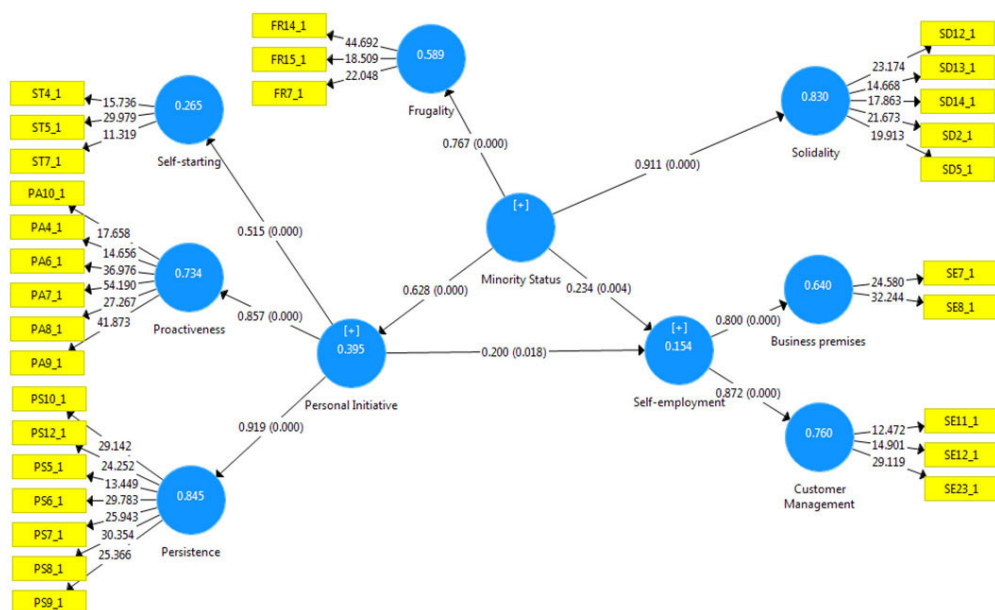 FR14_1
FR15_1
FR7_1
44.692
18.509
22.048
0.589
Frugality
ST4_1
ST5_1
ST7_1
15.736
29.979
11.319
0.265
Self-starting
SD12_1
SD13_1
SD14_1
SD2_1
SD5_1
23.174
14.668
17.863
21.673
19.913
0.830
Solidality
0.767 (0.000)
0.911 (0.000)
[+]
Minority Status
PA10_1
PA4_1
PA6_1
PA7_1
PA8_1
PA9_1
17.658
14.656
36.976
54.190
27.267
41.873
0.734
Proactiveness
0.515 (0.000)
0.857 (0.000)
0.628 (0.000)
0.234 (0.004)
[+]
0.395
Personal Initiative
0.200 (0.018)
[+]
0.154
Self-employment
0.800 (0.000)
0.640
Business premises
24.580
32.244
SE7_1
SE8_1
0.872 (0.000)
0.760
Customer
Management
12.472
14.901
29.119
SE11_1
SE12_1
SE23_1
0.919 (0.000)
PS10_1
PS12_1
PS5_1
PS6_1
PS7_1
PS8_1
PS9_1
29.142
24.252
13.449
29.783
25.943
30.354
25.366
0.845
Persistence